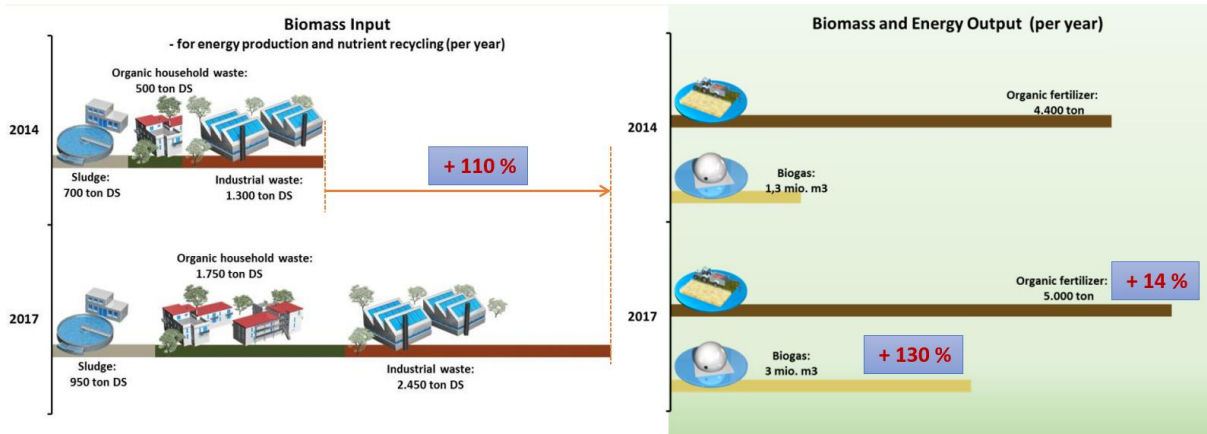 Biomass Input
- for energy production and nutrient recycling (per year)
2014
Organic household waste:
500 ton DS
Sludge:
700 ton DS
Industrial waste:
1.300 ton DS
+ 110 %
2017
Organic household waste:
1.750 ton DS
Sludge:
950 ton DS
Industrial waste:
2.450 ton DS
Biomass and Energy Output (per year)
2014
Organic fertilizer:
4.400 ton
Biogas:
1,3 mio. m3
2017
Organic fertilizer:
5.000 ton
+ 14 %
Biogas:
3 mio. m3
+ 130 %